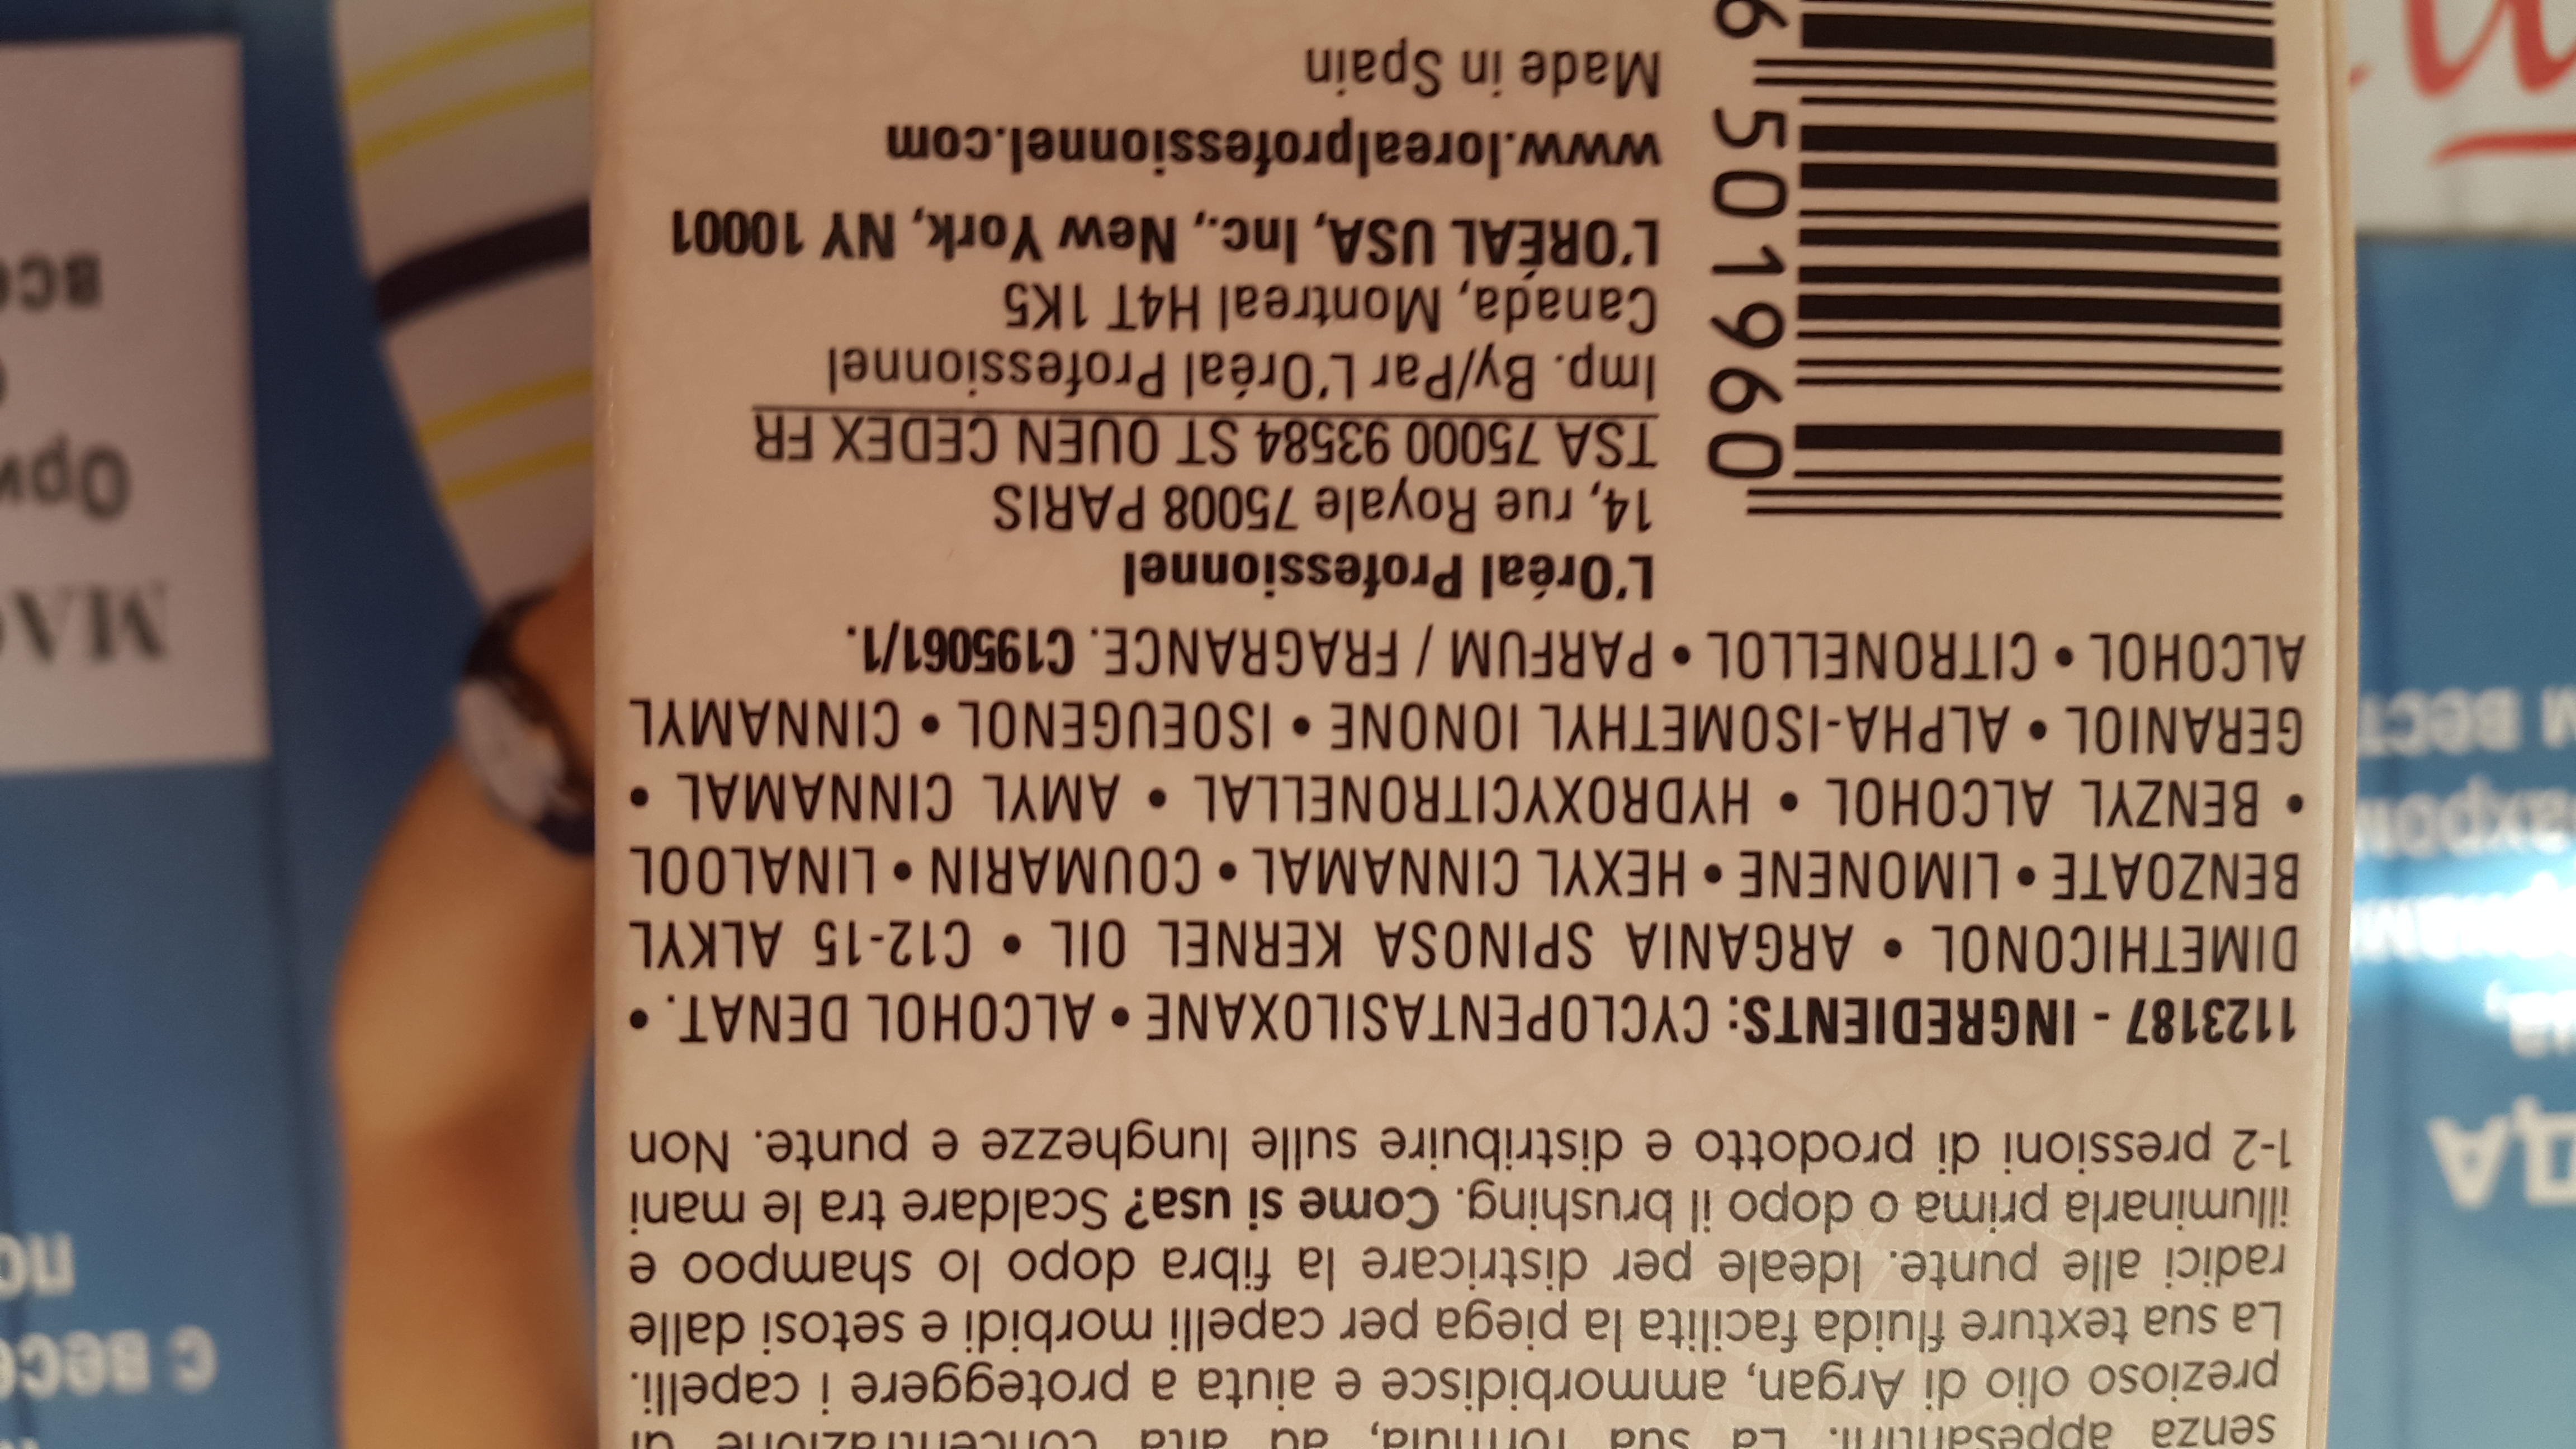 senza appesantirli. La sua formula, ad alta concentrazione di
prezioso olio di Argan, ammorbidisce e aiuta a proteggere i capelli.
La sua texture fluida facilita la piega per capelli morbidi e setosi dalle
radici alle punte. Ideale per districare la fibra dopo lo shampoo e
illuminarla prima o dopo il brushing. Come si usa? Scaldare tra le mani
1-2 pressioni di prodotto e distribuire sulle lunghezze e punte. Non
1123187 - INGREDIENTS: CYCLOPENTASILOXANE • ALCOHOL DENAT. •
DIMETHICONOL • ARGANIA SPINOSA KERNEL OIL • C12-15 ALKYL
BENZOATE • LIMONENE • HEXYL CINNAMAL • COUMARIN • LINALOOL
• BENZYL ALCOHOL • HYDROXYCITRONELLAL • AMYL CINNAMAL •
GERANIOL • ALPHA-ISOMETHYL IONONE • ISOEUGENOL • CINNAMYL
ALCOHOL • CITRONELLOL • PARFUM / FRAGRANCE. C195061/1.
L'Oréal Professionnel
14, rue Royale 75008 PARIS
TSA 75000 93584 ST OUEN CEDEX FR
Imp. By/Par L'Oréal Professionnel
Canada, Montreal H4T 1K5
L'ORÉAL USA, Inc., New York, NY 10001
www.lorealprofessionnel.com
Made in Spain
6 501960